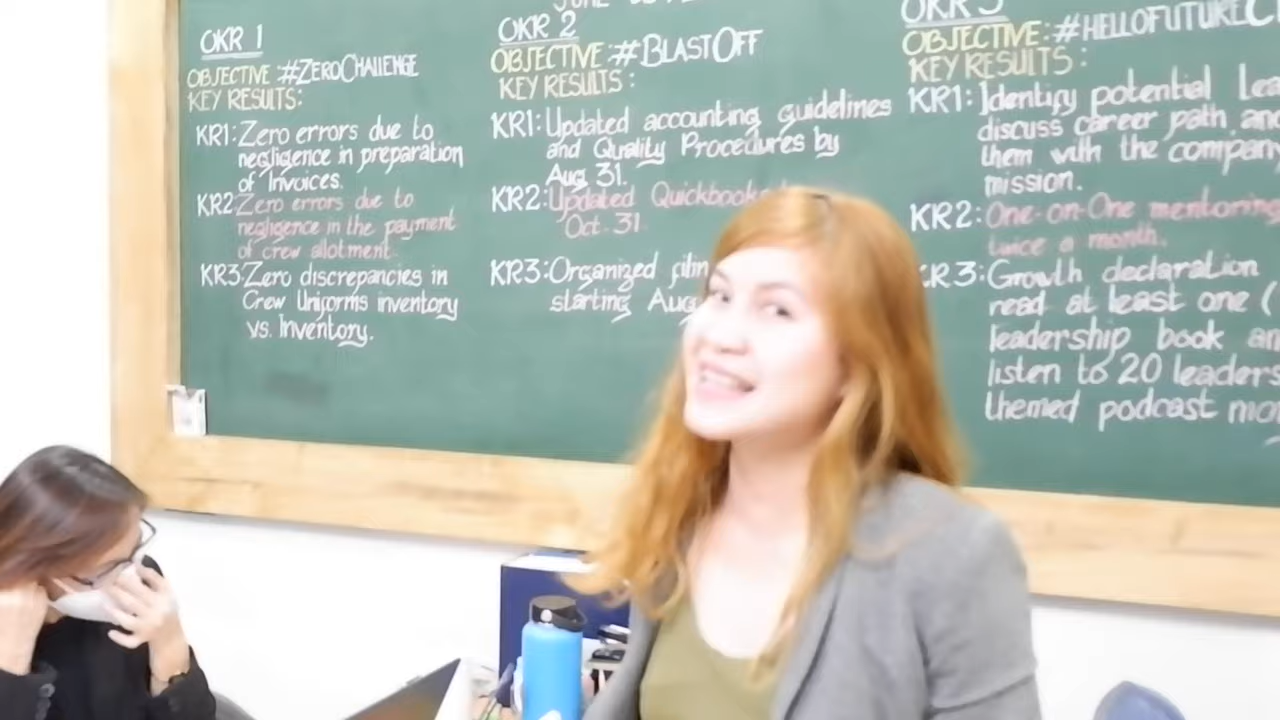 OKR 1
OBJECTIVE: #ZEROCHALLENGE
KEY RESULTS:
KR1: Zero errors due to
negligence in preparation
of Invoices.
KR2: Zero errors due to
negligence in the payment
of crew allotment.
KR3: Zero discrepancies in
Crew Uniforms inventory
vs. Inventory.
OKR 2
OBJECTIVE: #BLASTOFF
KEY RESULTS:
KR1: Updated accounting guidelines
and Quality Procedures by
Aug. 31.
KR2: Updated Quickbooks
Oct. 31
KR3: Organized
starting Aug
OKR 3
OBJECTIVE: #HELLOFUTURE
KEY RESULTS:
KR1: Identify potential
discuss career path and
them with the company
mission.
KR2: One-on-One mentoring
twice a month.
KR3: Growth declaration
read at least one (
leadership book
listen to 20 leaders
themed podcast